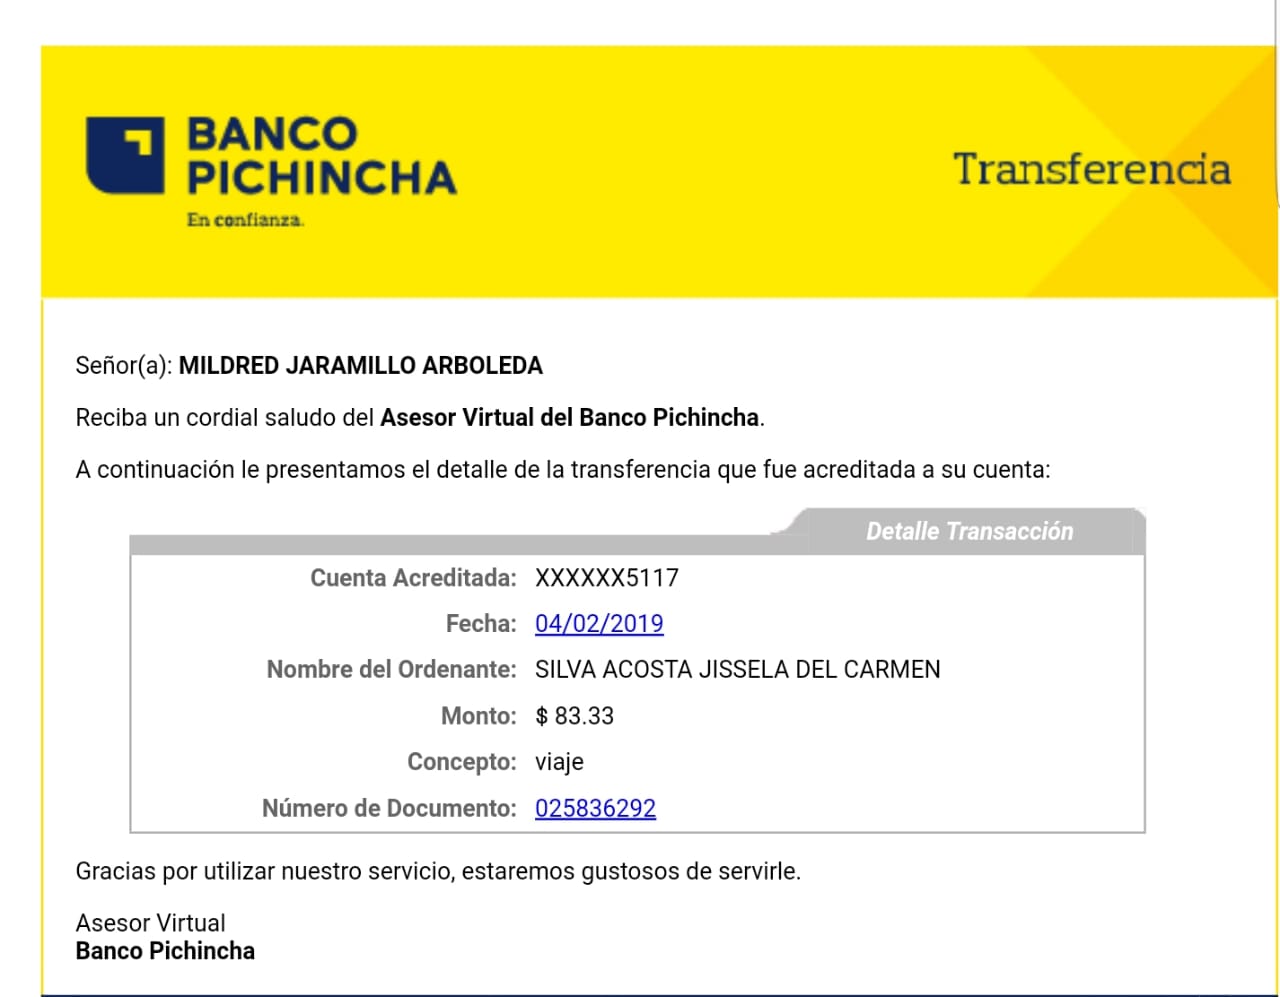 BANCO
PICHINCHA
En confianza.
Transferencia
Señor(a): MILDRED JARAMILLO ARBOLEDA
Reciba un cordial saludo del Asesor Virtual del Banco Pichincha.
A continuación le presentamos el detalle de la transferencia que fue acreditada a su cuenta:
Detalle Transacción
Cuenta Acreditada: XXXXXX5117
Fecha: 04/02/2019
Nombre del Ordenante: SILVA ACOSTA JISSELA DEL CARMEN
Monto: $ 83.33
Concepto: viaje
Número de Documento: 025836292
Gracias por utilizar nuestro servicio, estaremos gustosos de servirle.
Asesor Virtual
Banco Pichincha